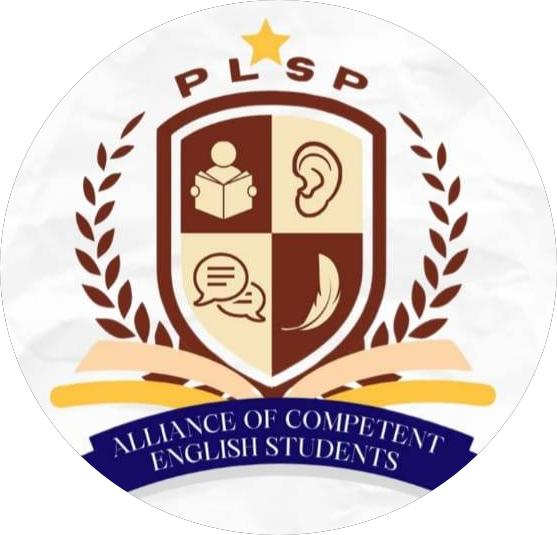 PLSP
ALLIANCE OF COMPETENT
ENGLISH STUDENTS